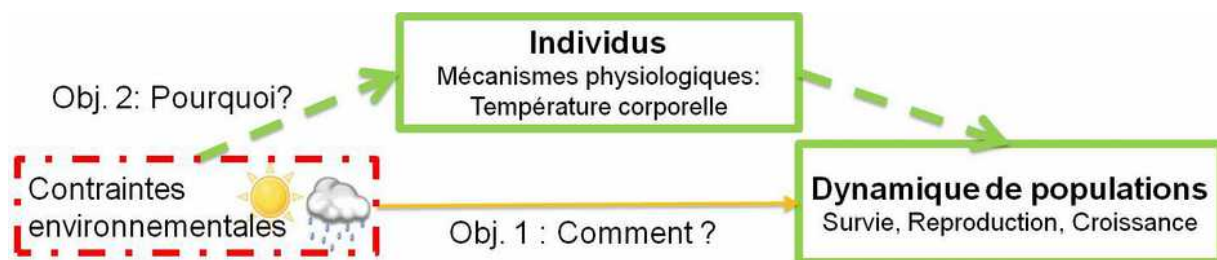 Individus
Mécanismes physiologiques:
Température corporelle
Obj. 2: Pourquoi?
Contraintes
environnementales
Obj. 1 : Comment ?
Dynamique de populations
Survie, Reproduction, Croissance